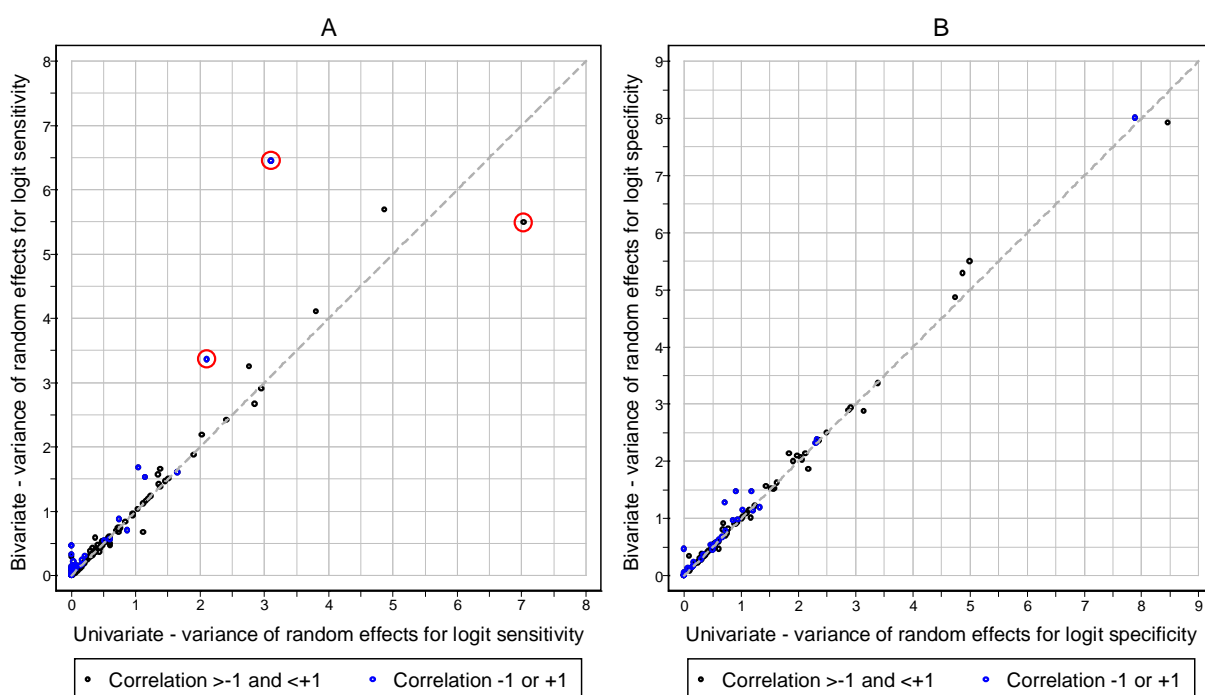 A
Bivariate - variance of random effects for logit sensitivity
8
7
6
5
4
3
2
1
0
0 1 2 3 4 5 6 7 8
Univariate - variance of random effects for logit sensitivity
Correlation >-1 and <+1 Correlation -1 or +1
B
Bivariate - variance of random effects for logit specificity
9
8
7
6
5
4
3
2
1
0
0 1 2 3 4 5 6 7 8 9
Univariate - variance of random effects for logit specificity
Correlation >-1 and <+1 Correlation -1 or +1